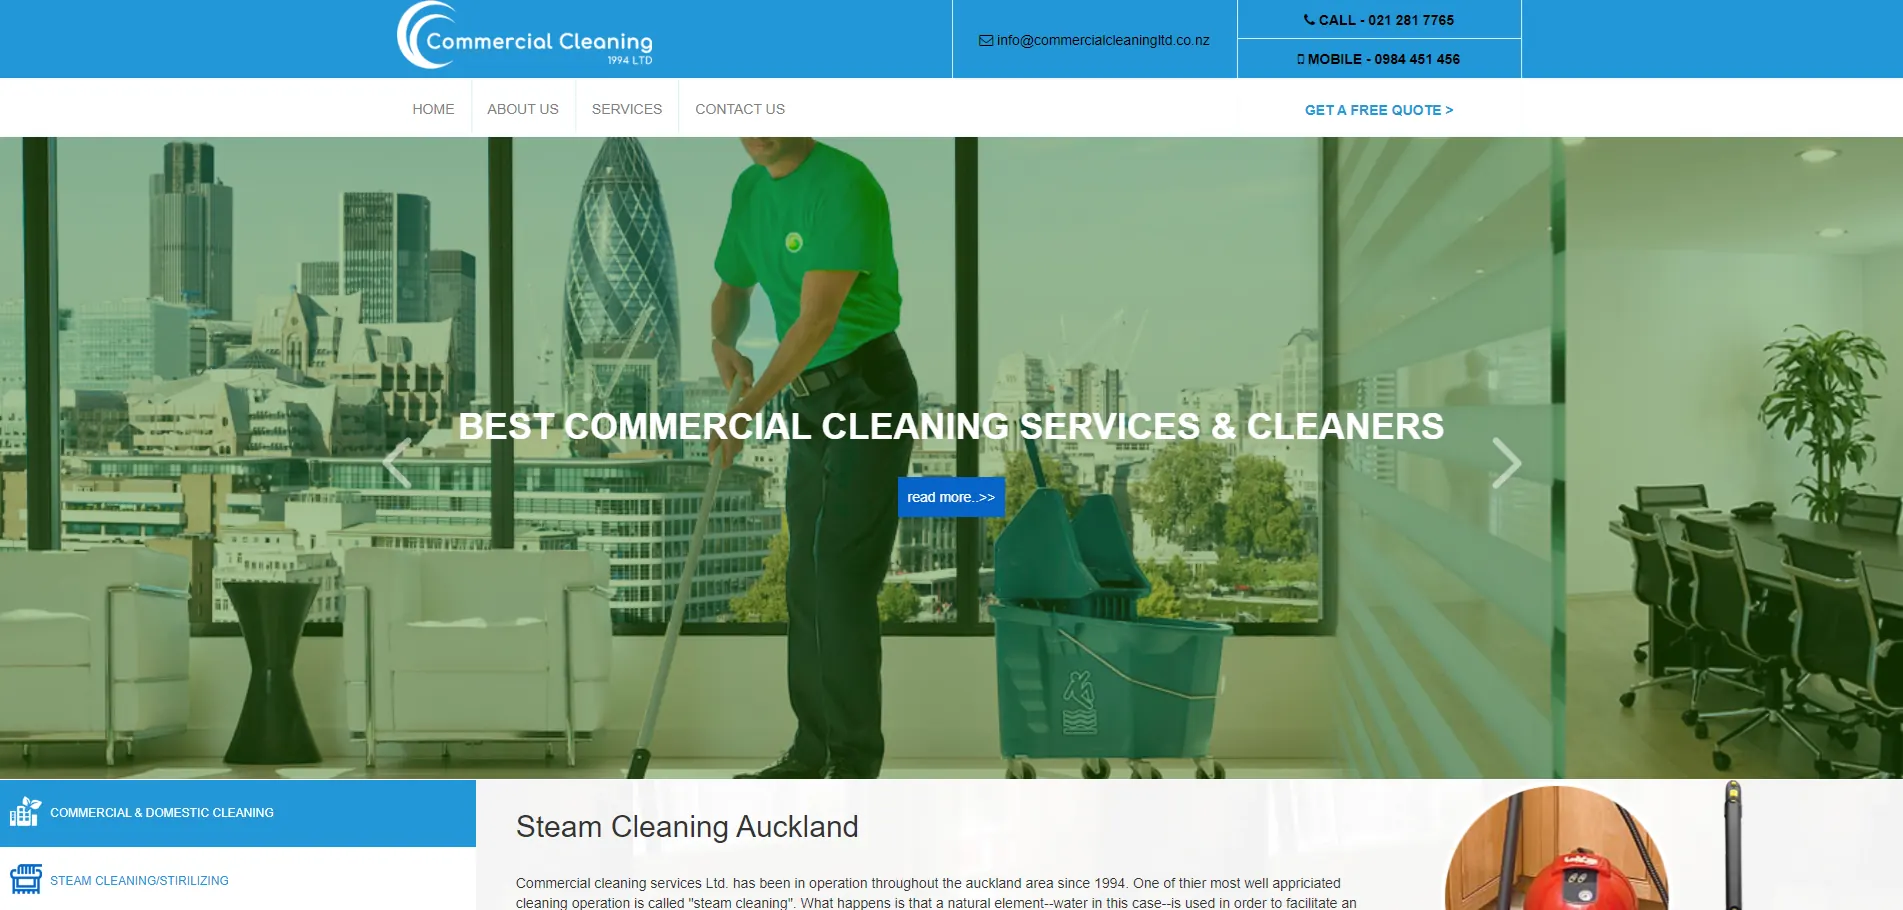 Commercial Cleaning
1994 LTD
info@commercialcleaningltd.co.nz
CALL - 021 281 7765
MOBILE - 0984 451 456
HOME
ABOUT US
SERVICES
CONTACT US
GET A FREE QUOTE >
BEST COMMERCIAL CLEANING SERVICES & CLEANERS
read more..>>
COMMERCIAL & DOMESTIC CLEANING
STEAM CLEANING/STIRILIZING
Steam Cleaning Auckland
Commercial cleaning services Ltd. has been in operation throughout the auckland area since 1994. One of thier most well appriciated
cleaning operation is called "steam cleaning". What happens is that a natural element--water in this case--is used in order to facilitate an